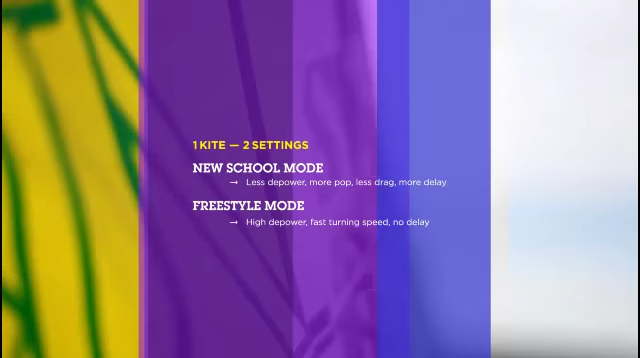 1 KITE — 2 SETTINGS
NEW SCHOOL MODE
→ Less depower, more pop, less drag, more delay
FREESTYLE MODE
→ High depower, fast turning speed, no delay